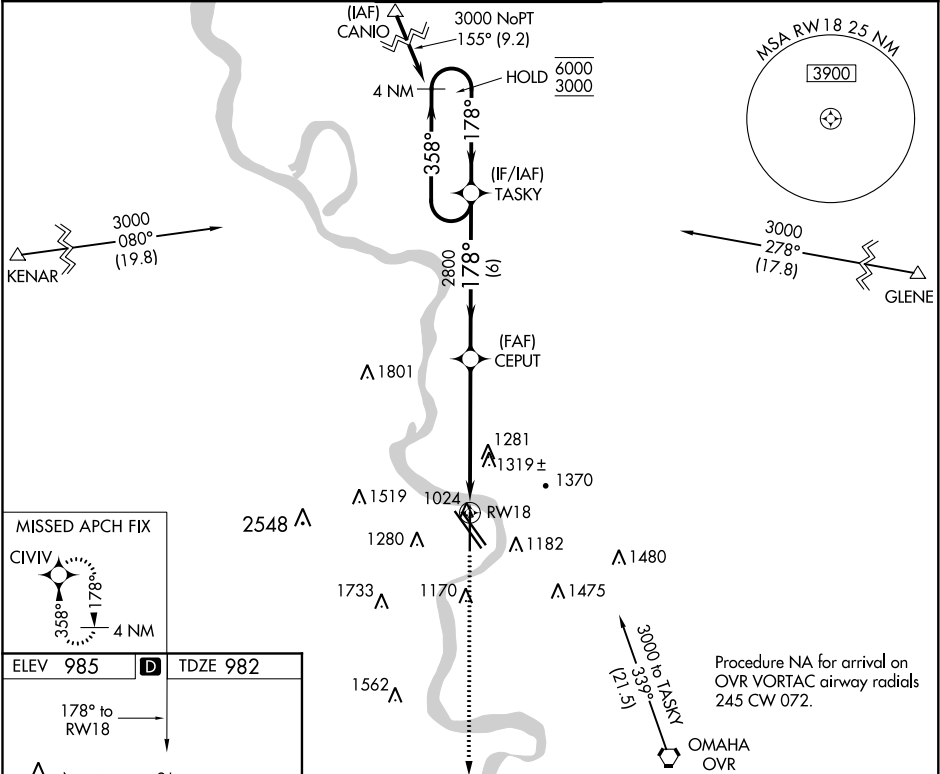 (IAF)
CANIO
3000 NoPT
155° (9.2)
MSA RW18 25 NM
3900
HOLD
6000
3000
4 NM
358°
178°
(IF/IAF)
TASKY
3000
080°
(19.8)
KENAR
3000
278°
(17.8)
GLENE
2800
178°
(6)
(FAF)
CEPUT
1801
1281
1319 ±
1370
1519
1024
RW18
2548
1280
1182
1480
1733
1170
1475
1562
MISSED APCH FIX
CIVIV
358°
178°
4 NM
3000 to TASKY
339°
(21.5)
OMAHA
OVR
Procedure NA for arrival on
OVR VORTAC airway radials
245 CW 072.
ELEV 985 D TDZE 982
178° to
RW18